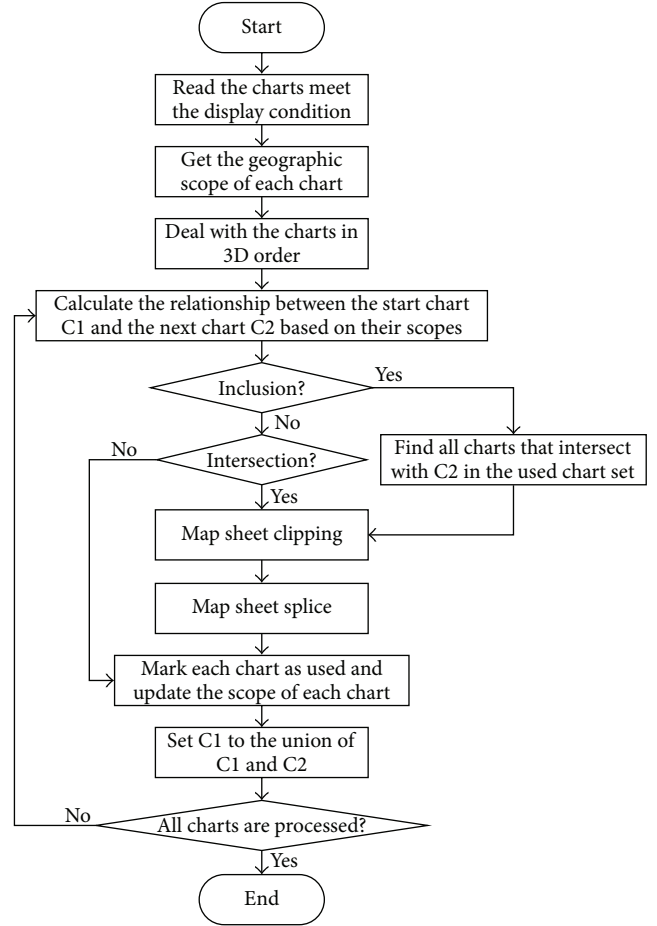 Start
Read the charts meet
the display condition
Get the geographic
scope of each chart
Deal with the charts in
3D order
Calculate the relationship between the start chart
C1 and the next chart C2 based on their scopes
Inclusion?
Yes
No
Find all charts that intersect
with C2 in the used chart set
No
Intersection?
Yes
Map sheet clipping
Map sheet splice
Mark each chart as used and
update the scope of each chart
Set C1 to the union of
C1 and C2
No
All charts are processed?
Yes
End